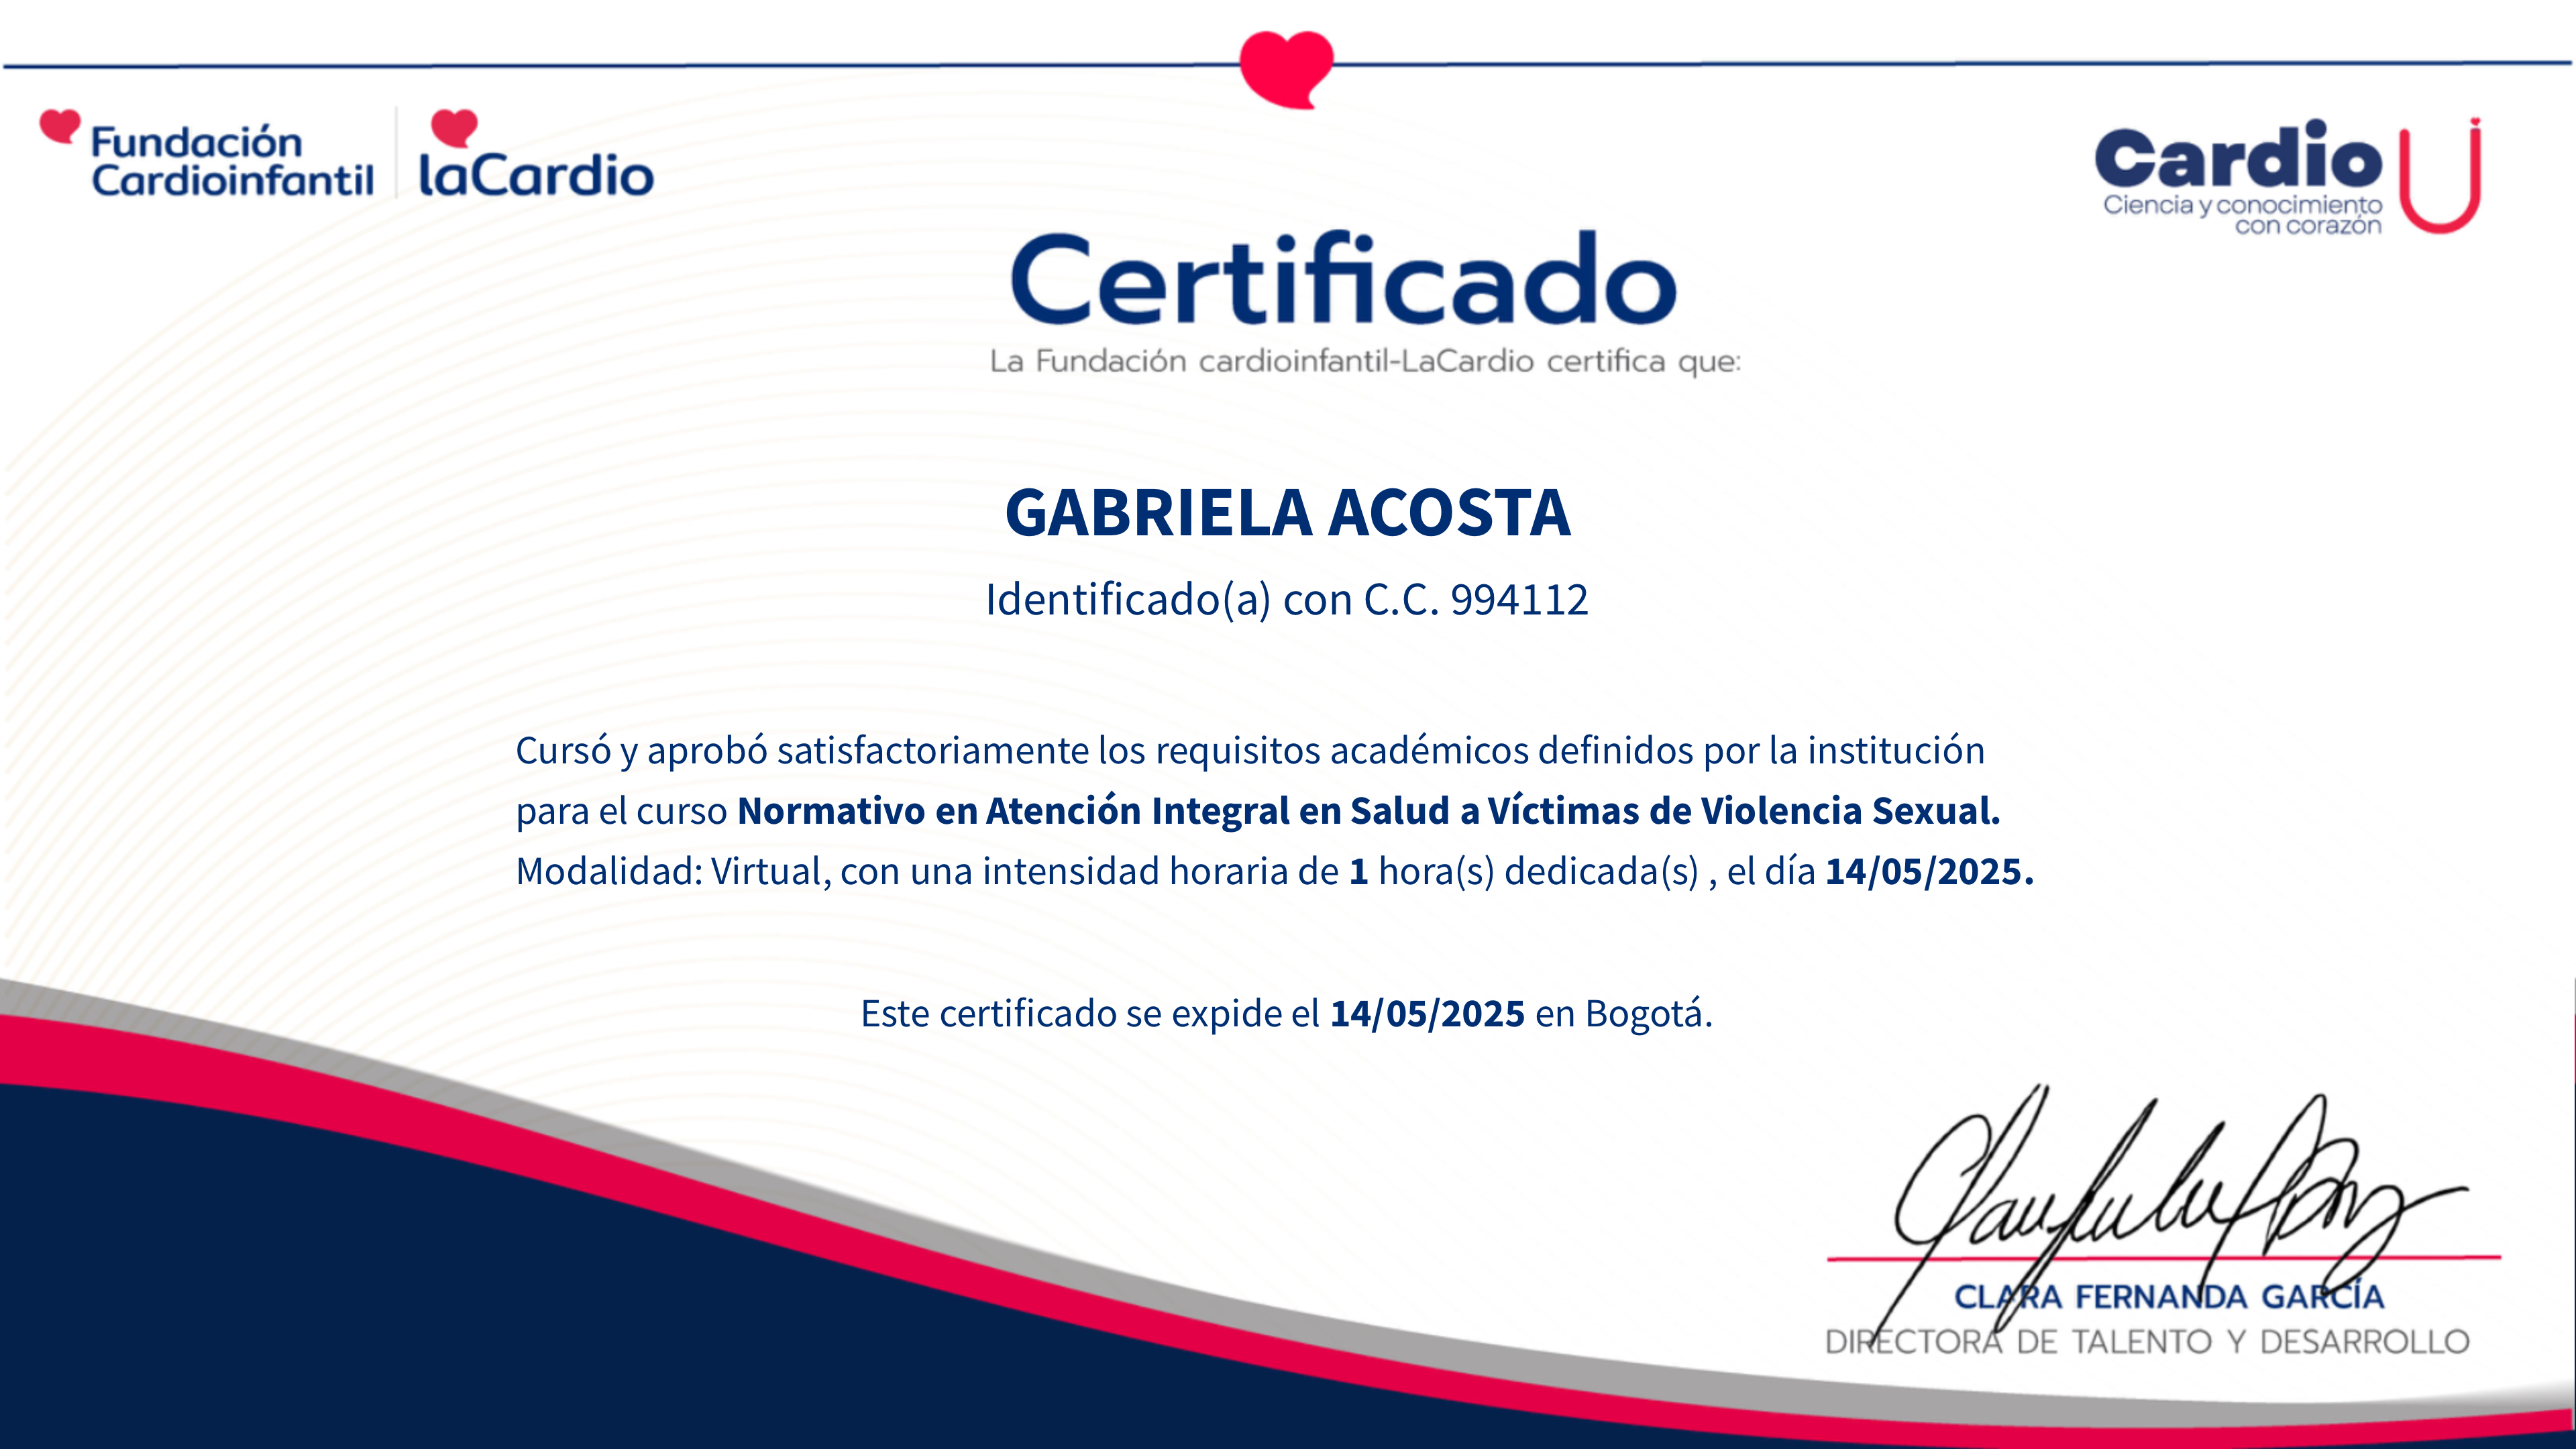 Fundación
Cardioinfantil
laCardio
Cardio U
Ciencia y conocimiento
con corazón
Certificado
La Fundación cardioinfantil-LaCardio certifica que:
GABRIELA ACOSTA
Identificado(a) con C.C. 994112
Cursó y aprobó satisfactoriamente los requisitos académicos definidos por la institución
para el curso Normativo en Atención Integral en Salud a Víctimas de Violencia Sexual.
Modalidad: Virtual, con una intensidad horaria de 1 hora(s) dedicada(s) , el día 14/05/2025.
Este certificado se expide el 14/05/2025 en Bogotá.
CLARA FERNANDA GARCÍA
DIRECTORA DE TALENTO Y DESARROLLO